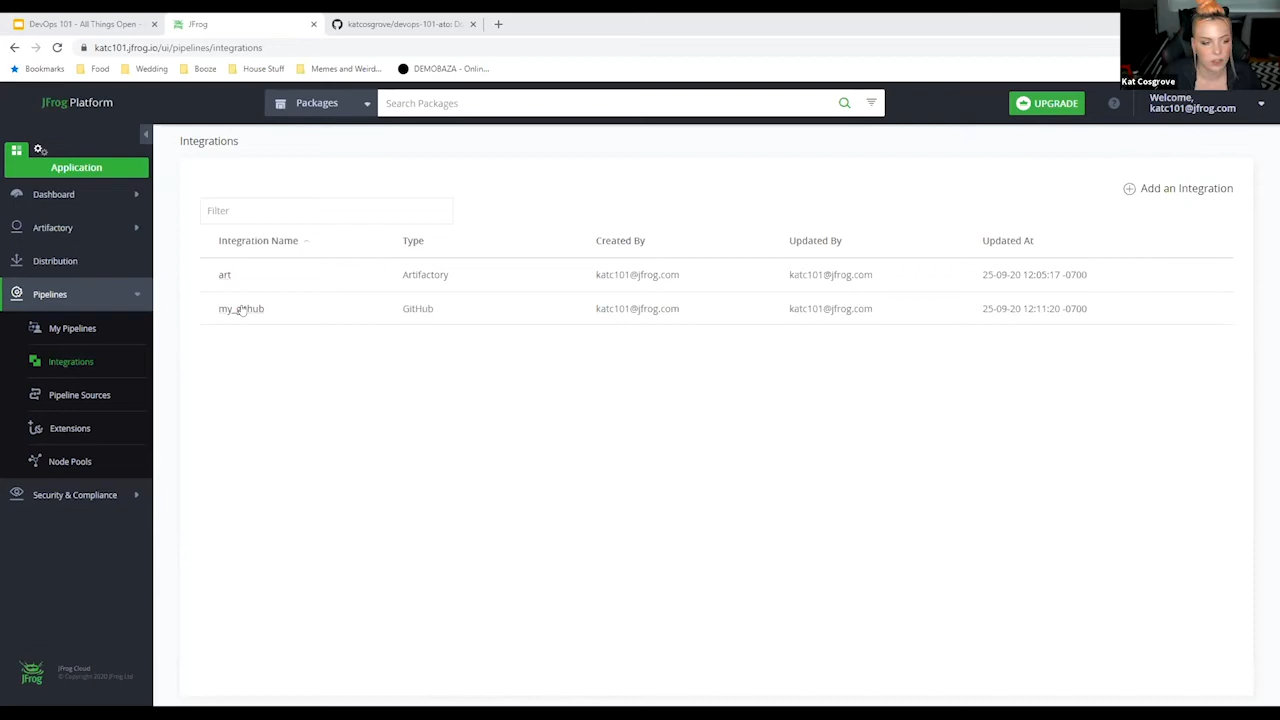 DevOps 101 - All Things Open -
JFrog
katcosgrove/devops-101-ato: Do
katc101.jfrog.io/ui/pipelines/integrations
Bookmarks
Food
Wedding
Booze
House Stuff
Memes and Weird...
DEMOBAZA - Onlin...
Kat Cosgrove
JFrog Platform
Packages
Search Packages
UPGRADE
?
Welcome,
katc101@jfrog.com
Integrations
Application
Add an Integration
Dashboard
Filter
Artifactory
Integration Name
Type
Created By
Updated By
Updated At
Distribution
art
Artifactory
katc101@jfrog.com
katc101@jfrog.com
25-09-20 12:05:17 -0700
Pipelines
my_github
GitHub
katc101@jfrog.com
katc101@jfrog.com
25-09-20 12:11:20 -0700
My Pipelines
Integrations
Pipeline Sources
Extensions
Node Pools
Security & Compliance
JFrog
JFrog Cloud
© Copyright 2020 JFrog Ltd